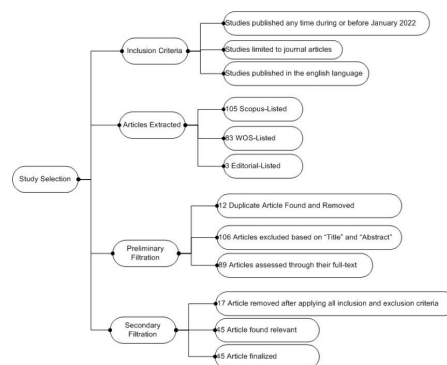 Studies published any time during or before January 2022
Inclusion Criteria
Studies limited to journal articles
Studies published in the english language
105 Scopus-Listed
Articles Extracted
83 WOS-Listed
3 Editorial-Listed
Study Selection
12 Duplicate Article Found and Removed
Preliminary
Filtration
106 Articles excluded based on "Title" and "Abstract"
89 Articles assessed through their full-text
17 Article removed after applying all inclusion and exclusion criteria
Secondary
Filtration
45 Article found relevant
45 Article finalized